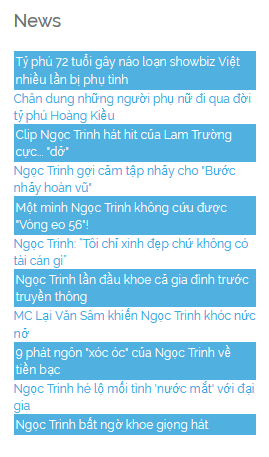 News
Tỷ phú 72 tuổi gây náo loạn showbiz Việt
nhiều lần bị phụ tình
Chân dung những người phụ nữ đi qua đời
tỷ phú Hoàng Kiều
Clip Ngọc Trinh hát hit của Lam Trường
cực... "dở"
Ngọc Trinh gợi cảm tập nhảy cho "Bước
nhảy hoàn vũ"
Một mình Ngọc Trinh không cứu được
"Vòng eo 56"!
Ngọc Trinh: “Tôi chỉ xinh đẹp chứ không có
tài cán gì”
Ngọc Trinh lần đầu khoe cả gia đình trước
truyền thông
MC Lại Văn Sâm khiến Ngọc Trinh khóc nức
nở
9 phát ngôn "xóc óc" của Ngọc Trinh về
tiền bạc
Ngọc Trinh hé lộ mối tình 'nước mắt' với đại
gia
Ngọc Trinh bất ngờ khoe giọng hát